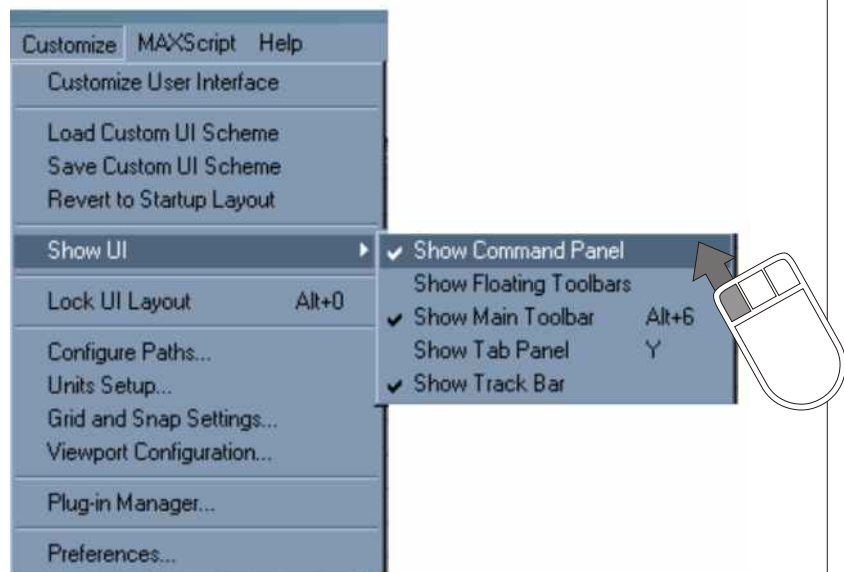 Customize MAXScript Help
Customize User Interface
Load Custom UI Scheme
Save Custom UI Scheme
Revert to Startup Layout
Show UI
Lock UI Layout Alt+0
Configure Paths...
Units Setup...
Grid and Snap Settings...
Viewport Configuration...
Plug-in Manager...
Preferences...
Show Command Panel
Show Floating Toolbars
Show Main Toolbar Alt+6
Show Tab Panel Y
Show Track Bar